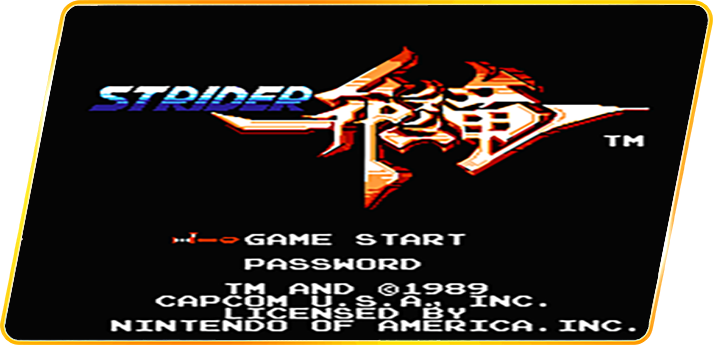 STRIDER 飛竜
TM
GAME START
PASSWORD
TM AND ©1989
CAPCOM U.S.A., INC.
LICENSED BY
NINTENDO OF AMERICA.INC.